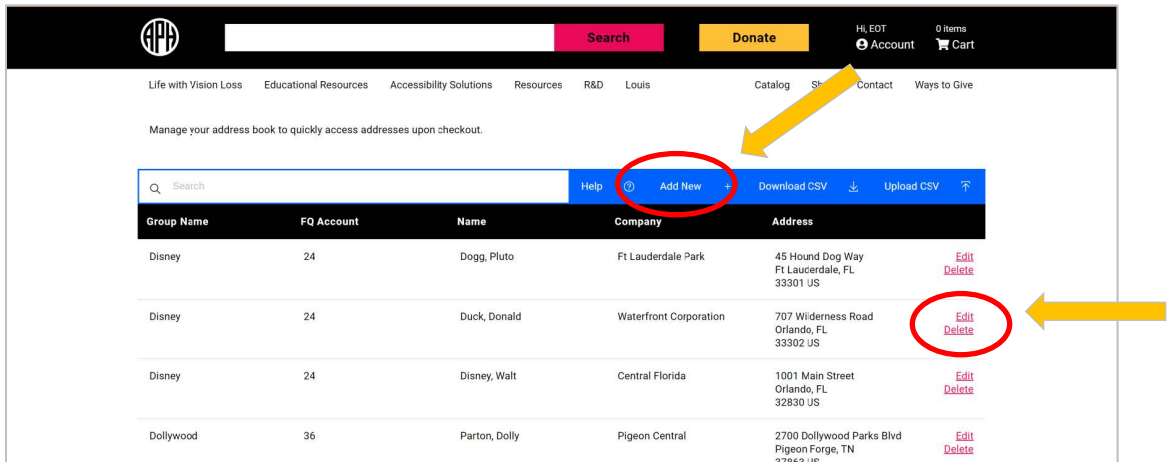 APH
Search
Donate
Hi, EOT
Account
0 items
Cart
Life with Vision Loss Educational Resources Accessibility Solutions Resources R&D Louis Catalog Contact Ways to Give
Manage your address book to quickly access addresses upon checkout.
Search Help Add New + Download CSV Upload CSV
Group Name FQ Account Name Company Address
Disney 24 Dogg, Pluto Ft Lauderdale Park 45 Hound Dog Way Edit
Ft Lauderdale, FL Delete
33301 US
Disney 24 Duck, Donald Waterfront Corporation 707 Wilderness Road Edit
Orlando, FL Delete
33302 US
Disney 24 Disney, Walt Central Florida 1001 Main Street Edit
Orlando, FL Delete
32830 US
Dollywood 36 Parton, Dolly Pigeon Central 2700 Dollywood Parks Blvd Edit
Pigeon Forge, TN Delete
37863 US